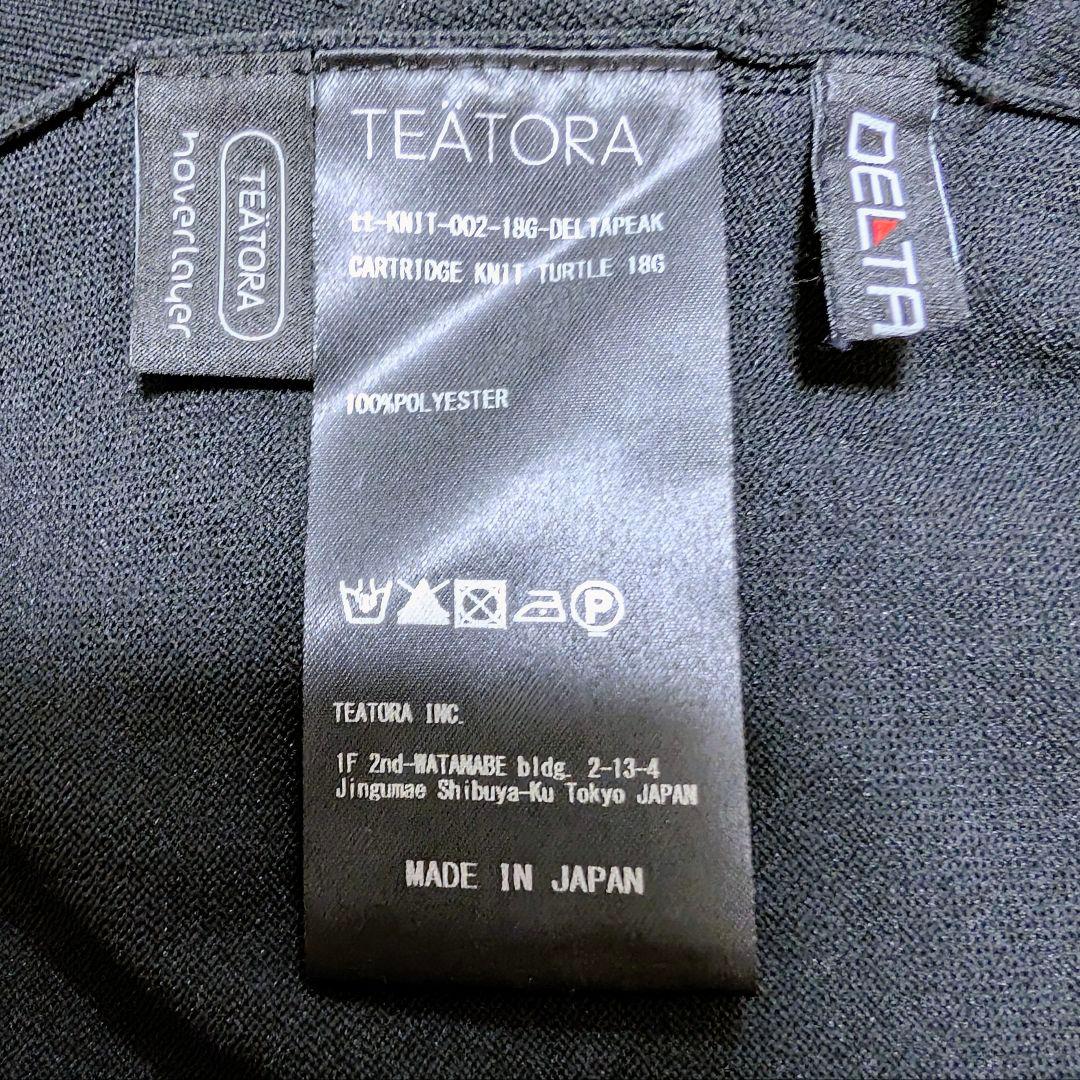 TEÄTORA
hoverlayer
TEÄTORA
tt-KNIT-002-18G-DELTAPEAK
CARTRIDGE KNIT TURTLE 18G
100%POLYESTER
P
TEATORA INC.
1F 2nd-WATANABE bldg. 2-13-4
Jingumae Shibuya-Ku Tokyo JAPAN
MADE IN JAPAN
DELTA